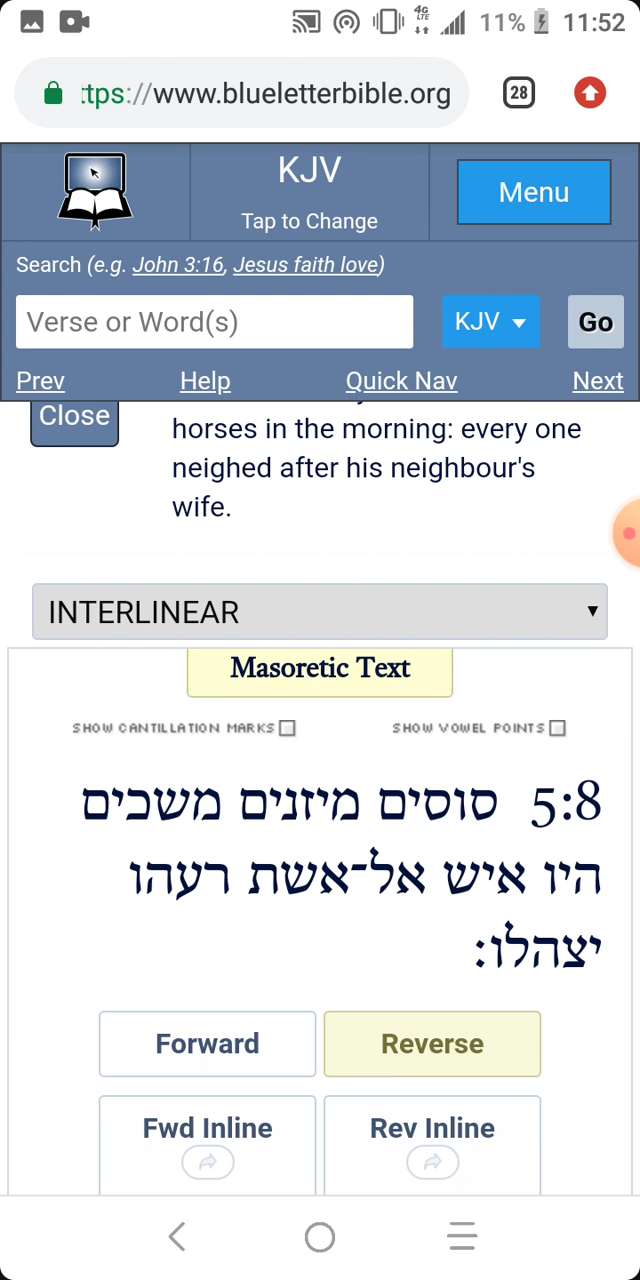 4G
LTE
11%
11:52
ttps://www.blueletterbible.org
28
KJV
Tap to Change
Menu
Search (e.g. John 3:16, Jesus faith love)
Verse or Word(s)
KJV
Go
Prev
Help
Quick Nav
Next
Close
horses in the morning: every one
neighed after his neighbour's
wife.
INTERLINEAR
Masoretic Text
SHOW CANTILLATION MARKS
SHOW VOWEL POINTS
5:8 סוסים מיזנים משכים
היו איש אל־אשת רעהו
יצהלו׃
Forward
Reverse
Fwd Inline
Rev Inline